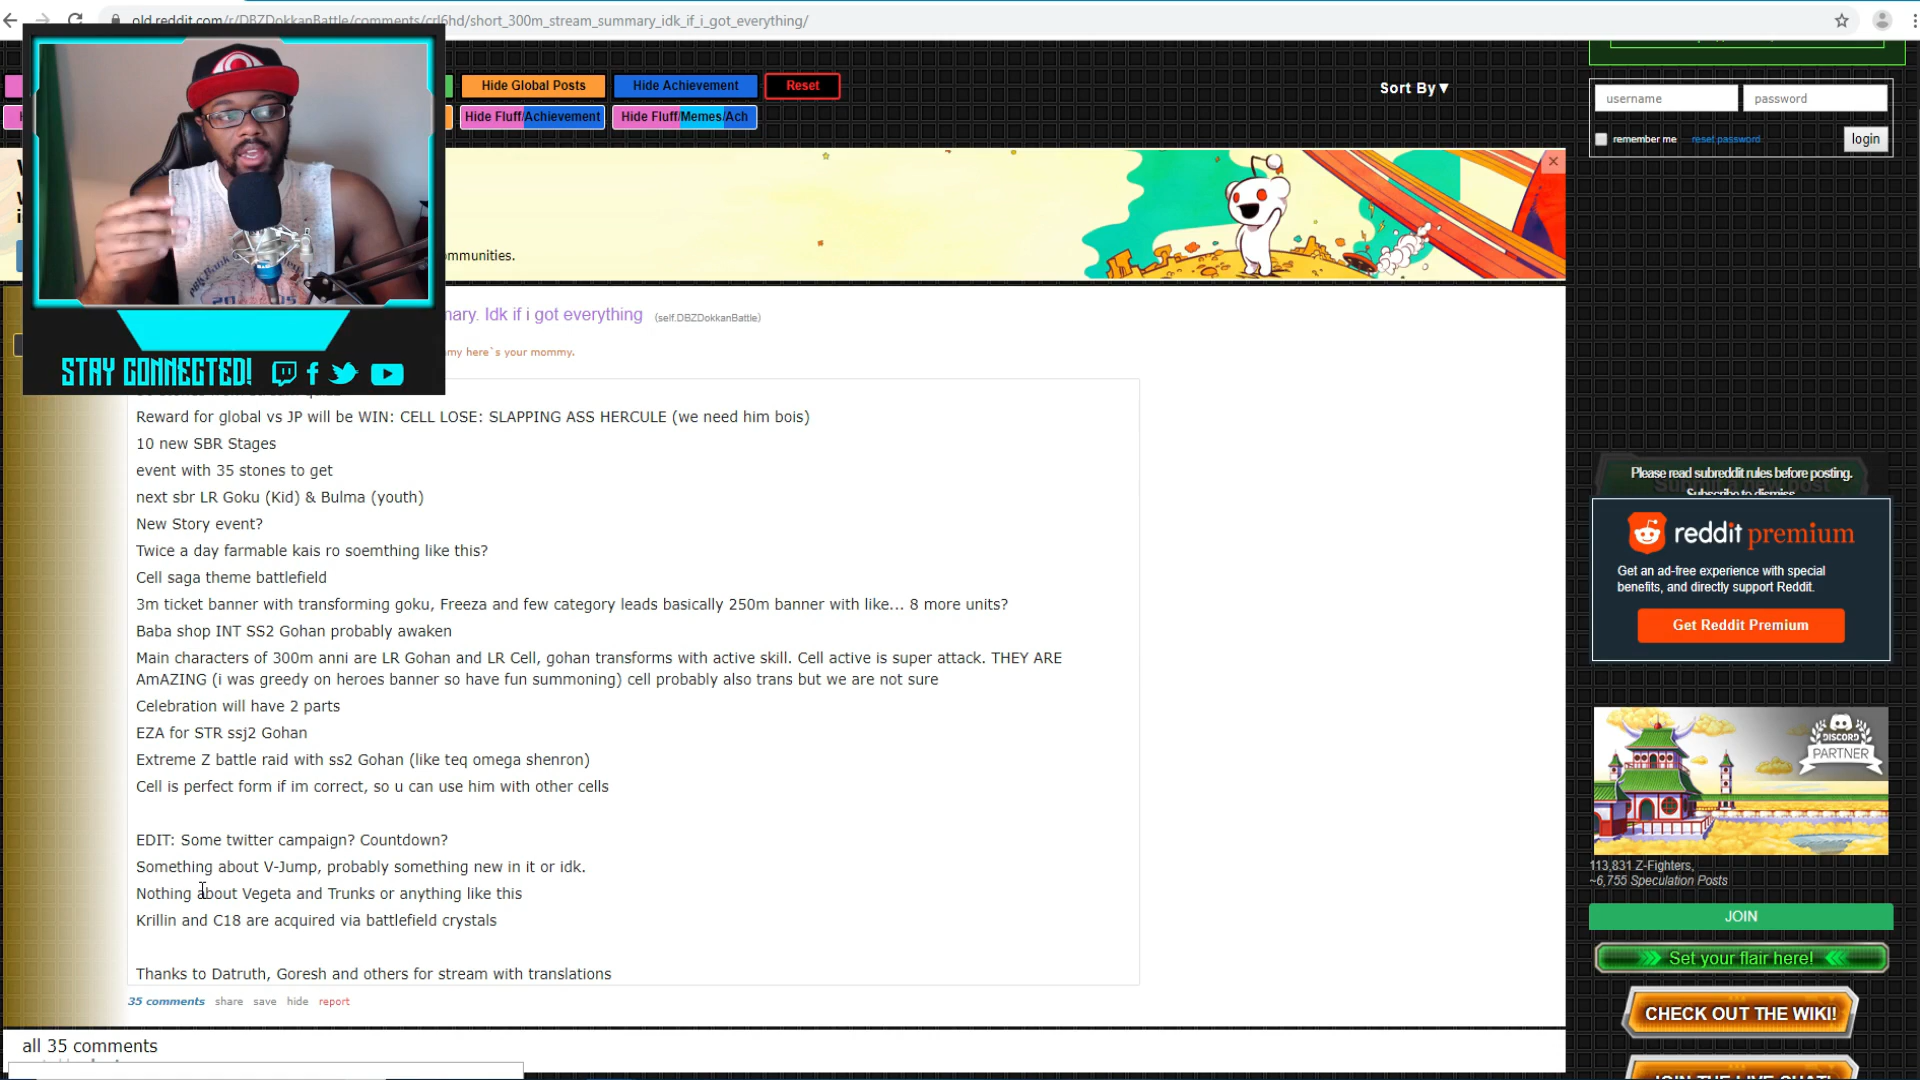 old.reddit.com/r/DBZDokkanBattle/comments/crl6hd/short_300m_stream_summary_idk_if_i_got_everything/
Hide Global Posts
Hide Achievement
Reset
Sort By▼
Hide Fluff/Achievement
Hide Fluff/Memes/Ach
username
password
remember me
reset password
login
mmunities.
mary. Idk if i got everything (self.DBZDokkanBattle)
my here`s your mommy.
STAY CONNECTED!
Reward for global vs JP will be WIN: CELL LOSE: SLAPPING ASS HERCULE (we need him bois)
10 new SBR Stages
event with 35 stones to get
next sbr LR Goku (Kid) & Bulma (youth)
New Story event?
Twice a day farmable kais ro soemthing like this?
Cell saga theme battlefield
3m ticket banner with transforming goku, Freeza and few category leads basically 250m banner with like... 8 more units?
Baba shop INT SS2 Gohan probably awaken
Main characters of 300m anni are LR Gohan and LR Cell, gohan transforms with active skill. Cell active is super attack. THEY ARE
AmAZING (i was greedy on heroes banner so have fun summoning) cell probably also trans but we are not sure
Celebration will have 2 parts
EZA for STR ssj2 Gohan
Extreme Z battle raid with ss2 Gohan (like teq omega shenron)
Cell is perfect form if im correct, so u can use him with other cells
EDIT: Some twitter campaign? Countdown?
Something about V-Jump, probably something new in it or idk.
Nothing about Vegeta and Trunks or anything like this
Krillin and C18 are acquired via battlefield crystals
Thanks to Datruth, Goresh and others for stream with translations
35 comments share save hide report
all 35 comments
Please read subreddit rules before posting.
Subscribe to dismiss
Submit a new post
reddit premium
Get an ad-free experience with special
benefits, and directly support Reddit.
Get Reddit Premium
DISCORD
PARTNER
113,831 Z-Fighters,
~6,755 Speculation Posts
JOIN
Set your flair here!
CHECK OUT THE WIKI!
JOIN THE LIVE CHAT!